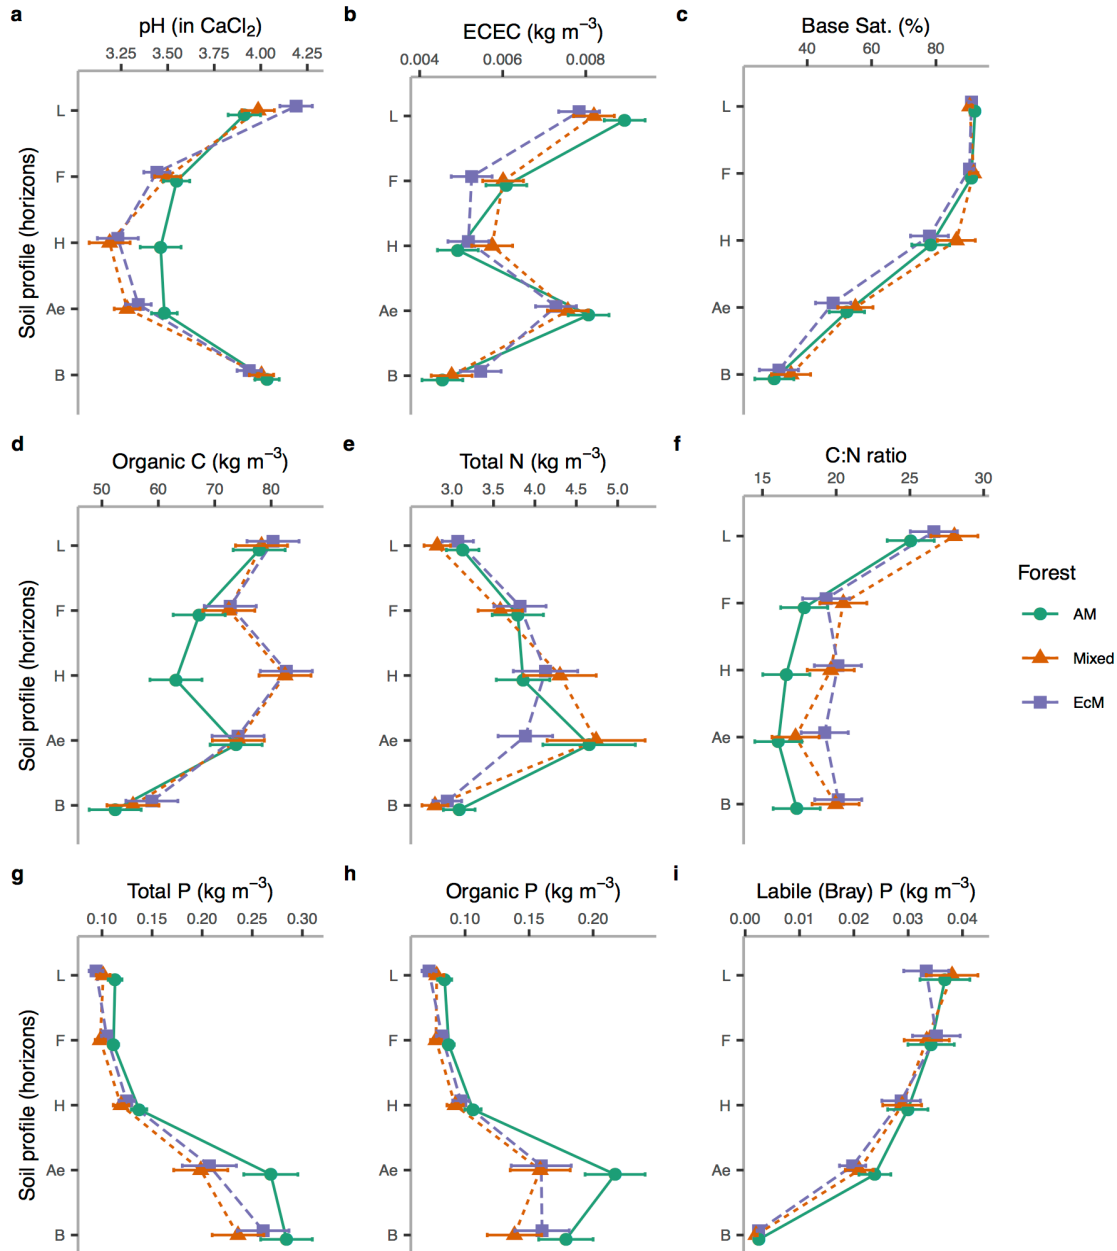 a
pH (in CaCl2)
3.25 3.50 3.75 4.00 4.25
Soil profile (horizons)
L
F
H
Ae
B
b
ECEC (kg m−3)
0.004 0.006 0.008
L
F
H
Ae
B
c
Base Sat. (%)
40 60 80
L
F
H
Ae
B
d
Organic C (kg m−3)
50 60 70 80
Soil profile (horizons)
L
F
H
Ae
B
e
Total N (kg m−3)
3.0 3.5 4.0 4.5 5.0
L
F
H
Ae
B
f
C:N ratio
15 20 25 30
L
F
H
Ae
B
Forest
AM
Mixed
EcM
g
Total P (kg m−3)
0.10 0.15 0.20 0.25 0.30
Soil profile (horizons)
L
F
H
Ae
B
h
Organic P (kg m−3)
0.10 0.15 0.20
L
F
H
Ae
B
i
Labile (Bray) P (kg m−3)
0.00 0.01 0.02 0.03 0.04
L
F
H
Ae
B